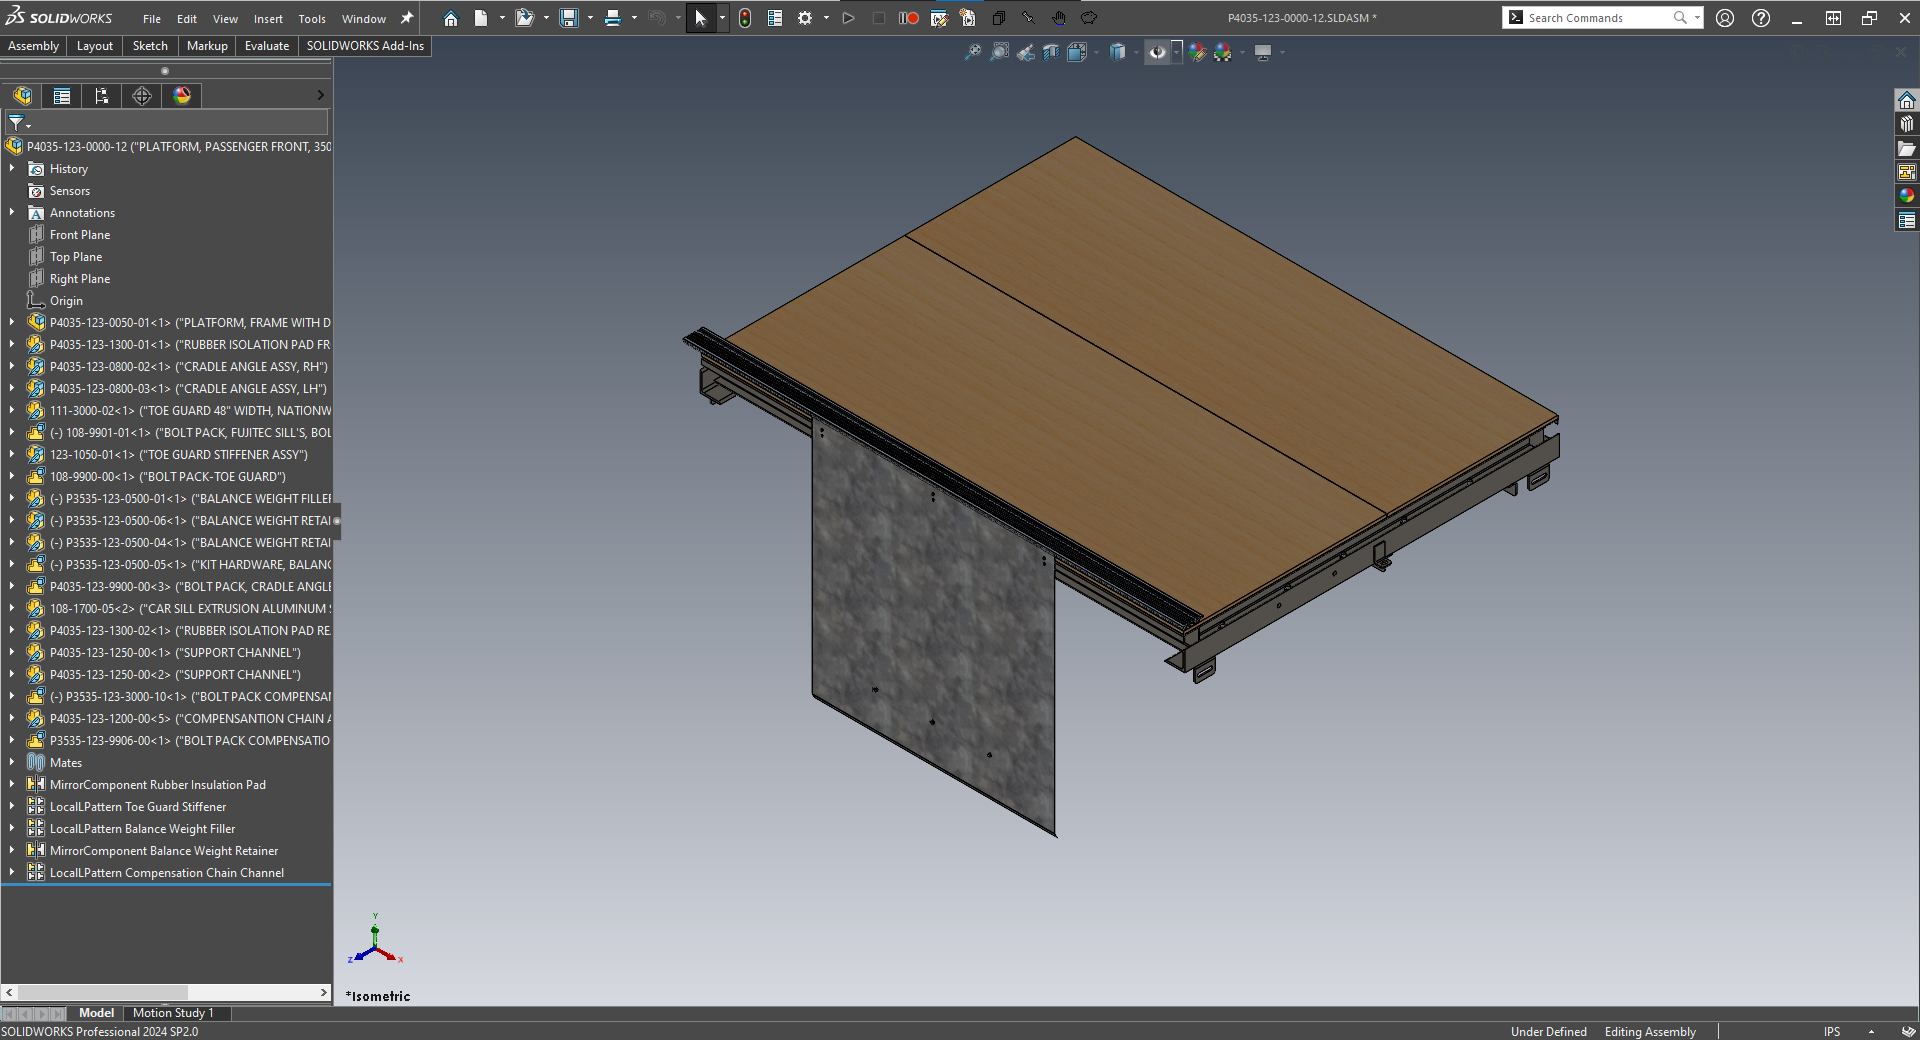 SOLIDWORKS File Edit View Insert Tools Window
P4035-123-0000-12.SLDASM *
Search Commands
Assembly Layout Sketch Markup Evaluate SOLIDWORKS Add-Ins
P4035-123-0000-12 ("PLATFORM, PASSENGER FRONT, 350
History
Sensors
Annotations
Front Plane
Top Plane
Right Plane
Origin
P4035-123-0050-01<1> ("PLATFORM, FRAME WITH D
P4035-123-1300-01<1> ("RUBBER ISOLATION PAD FR
P4035-123-0800-02<1> ("CRADLE ANGLE ASSY, RH")
P4035-123-0800-03<1> ("CRADLE ANGLE ASSY, LH")
111-3000-02<1> ("TOE GUARD 48" WIDTH, NATIONW
(-) 108-9901-01<1> ("BOLT PACK, FUJITEC SILL'S, BOL
123-1050-01<1> ("TOE GUARD STIFFENER ASSY")
108-9900-00<1> ("BOLT PACK-TOE GUARD")
(-) P3535-123-0500-01<1> ("BALANCE WEIGHT FILLER
(-) P3535-123-0500-06<1> ("BALANCE WEIGHT RETAI
(-) P3535-123-0500-04<1> ("BALANCE WEIGHT RETAI
(-) P3535-123-0500-05<1> ("KIT HARDWARE, BALANC
P4035-123-9900-00<3> ("BOLT PACK, CRADLE ANGLE
108-1700-05<2> ("CAR SILL EXTRUSION ALUMINUM S
P4035-123-1300-02<1> ("RUBBER ISOLATION PAD RE
P4035-123-1250-00<1> ("SUPPORT CHANNEL")
P4035-123-1250-00<2> ("SUPPORT CHANNEL")
(-) P3535-123-3000-10<1> ("BOLT PACK COMPENSA
P4035-123-1200-00<5> ("COMPENSANTION CHAIN A
P3535-123-9906-00<1> ("BOLT PACK COMPENSATIO
Mates
MirrorComponent Rubber Insulation Pad
LocalLPattern Toe Guard Stiffener
LocalLPattern Balance Weight Filler
MirrorComponent Balance Weight Retainer
LocalLPattern Compensation Chain Channel
Y
Z X
*Isometric
Model Motion Study 1
SOLIDWORKS Professional 2024 SP2.0
Under Defined Editing Assembly IPS